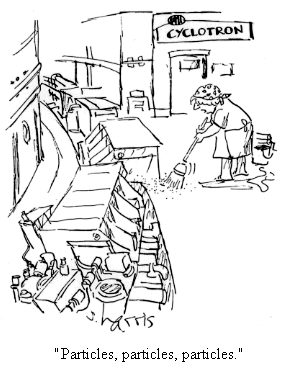 CYCLOTRON
s. harris
"Particles, particles, particles."